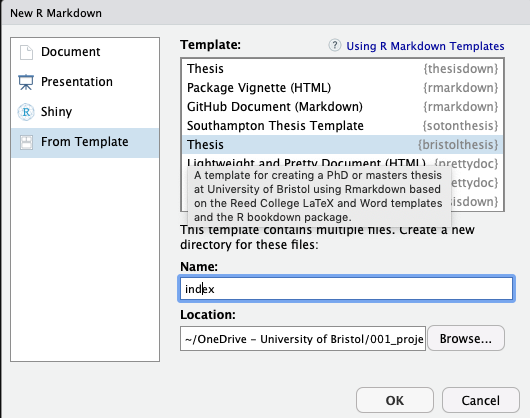 New R Markdown
Document
Presentation
Shiny
From Template
Template:
? Using R Markdown Templates
Thesis {thesisdown}
Package Vignette (HTML) {rmarkdown}
GitHub Document (Markdown) {rmarkdown}
Southampton Thesis Template {sotonthesis}
Thesis {bristolthesis}
Lightweight and Pretty Document (HTML) {prettydoc}
A template for creating a PhD or masters thesis
at University of Bristol using Rmarkdown based
on the Reed College LaTeX and Word templates
and the R bookdown package.
This template contains multiple files. Create a new
directory for these files:
Name:
index
Location:
~/OneDrive - University of Bristol/001_proje
Browse...
OK
Cancel